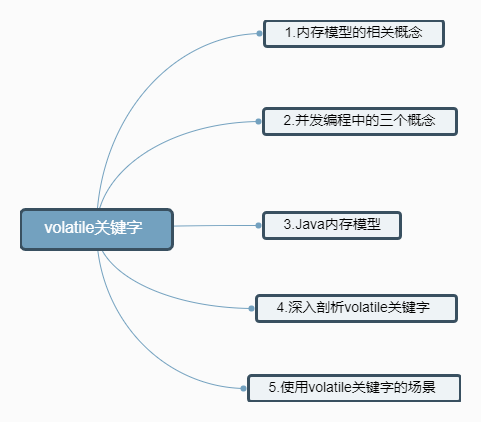 1.内存模型的相关概念
2.并发编程中的三个概念
volatile关键字
3.Java内存模型
4.深入剖析volatile关键字
5.使用volatile关键字的场景